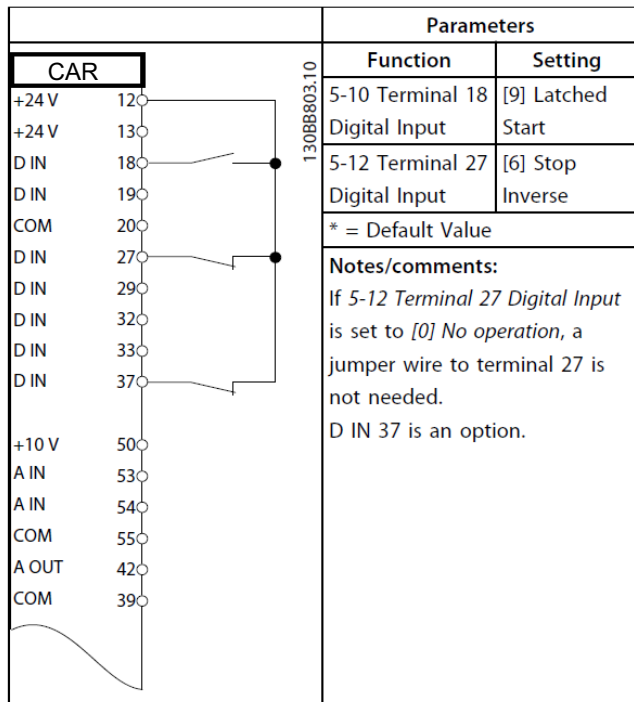 CAR
+24 V 12
+24 V 13
D IN 18
D IN 19
COM 20
D IN 27
D IN 29
D IN 32
D IN 33
D IN 37
+10 V 50
A IN 53
A IN 54
COM 55
A OUT 42
COM 39
130BB803.10
Parameters
Function Setting
5-10 Terminal 18 [9] Latched
Digital Input Start
5-12 Terminal 27 [6] Stop
Digital Input Inverse
* = Default Value
Notes/comments:
If 5-12 Terminal 27 Digital Input
is set to [0] No operation, a
jumper wire to terminal 27 is
not needed.
D IN 37 is an option.